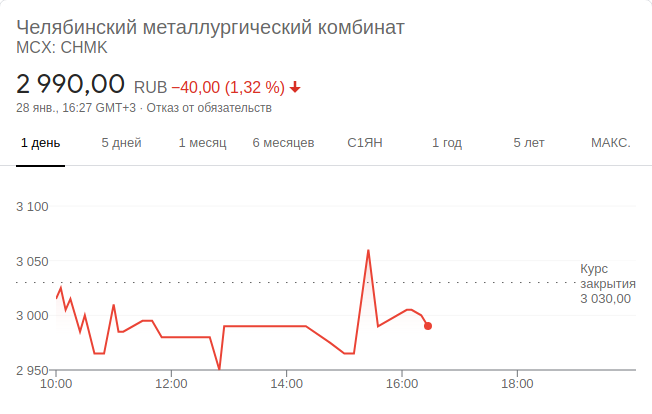 Челябинский металлургический комбинат
MCX: CHMK
2 990,00 RUB −40,00 (1,32 %)
28 янв., 16:27 GMT+3 · Отказ от обязательств
1 день 5 дней 1 месяц 6 месяцев С1ЯН 1 год 5 лет МАКС.
3 100
3 050
Курс
закрытия
3 030,00
3 000
2 950
10:00 12:00 14:00 16:00 18:00